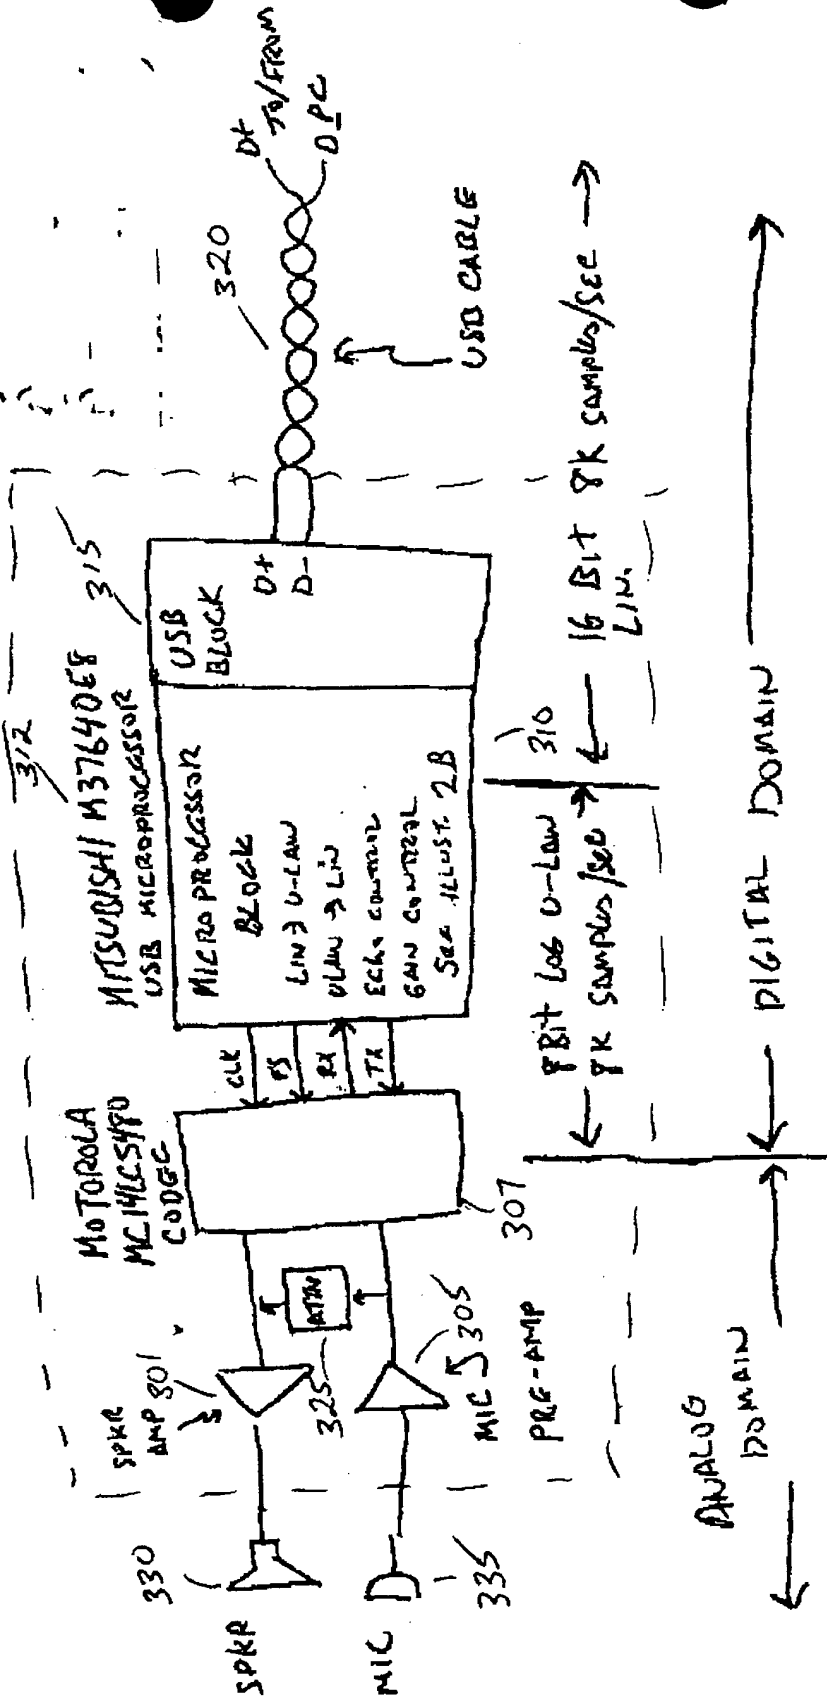 312
MITSUBISHI M37640E8
USB MICROPROCESSOR
315
MOTOROLA
MC14LC5480
CODEC
SPKR
AMP
301
330
SPKR
MIC
335
325
ATTN
MIC 305
PRE-AMP
307
CLK
FS
RX
TX
MICROPROCESSOR
BLOCK
LIN → U-LAW
ULAW → LIN
ECHO CONTROL
GAIN CONTROL
SEE ILLUST. 2B
USB
BLOCK
D+
D-
320
D+
TO/FROM
D PC
USB CABLE
310
8 Bit LOG U-LAW
8K SAMPLES/SEC
16 Bit 8K SAMPLES/SEC
LIN.
ANALOG
DOMAIN
DIGITAL DOMAIN